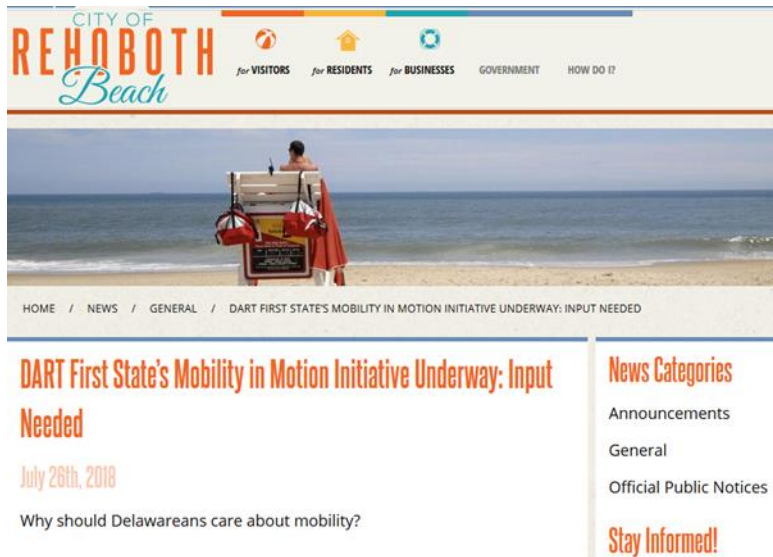 CITY OF
REHOBOTH
Beach
for VISITORS
for RESIDENTS
for BUSINESSES
GOVERNMENT
HOW DO I?
HOME / NEWS / GENERAL / DART FIRST STATE'S MOBILITY IN MOTION INITIATIVE UNDERWAY: INPUT NEEDED
DART First State's Mobility in Motion Initiative Underway: Input
Needed
July 26th, 2018
Why should Delawareans care about mobility?
News Categories
Announcements
General
Official Public Notices
Stay Informed!